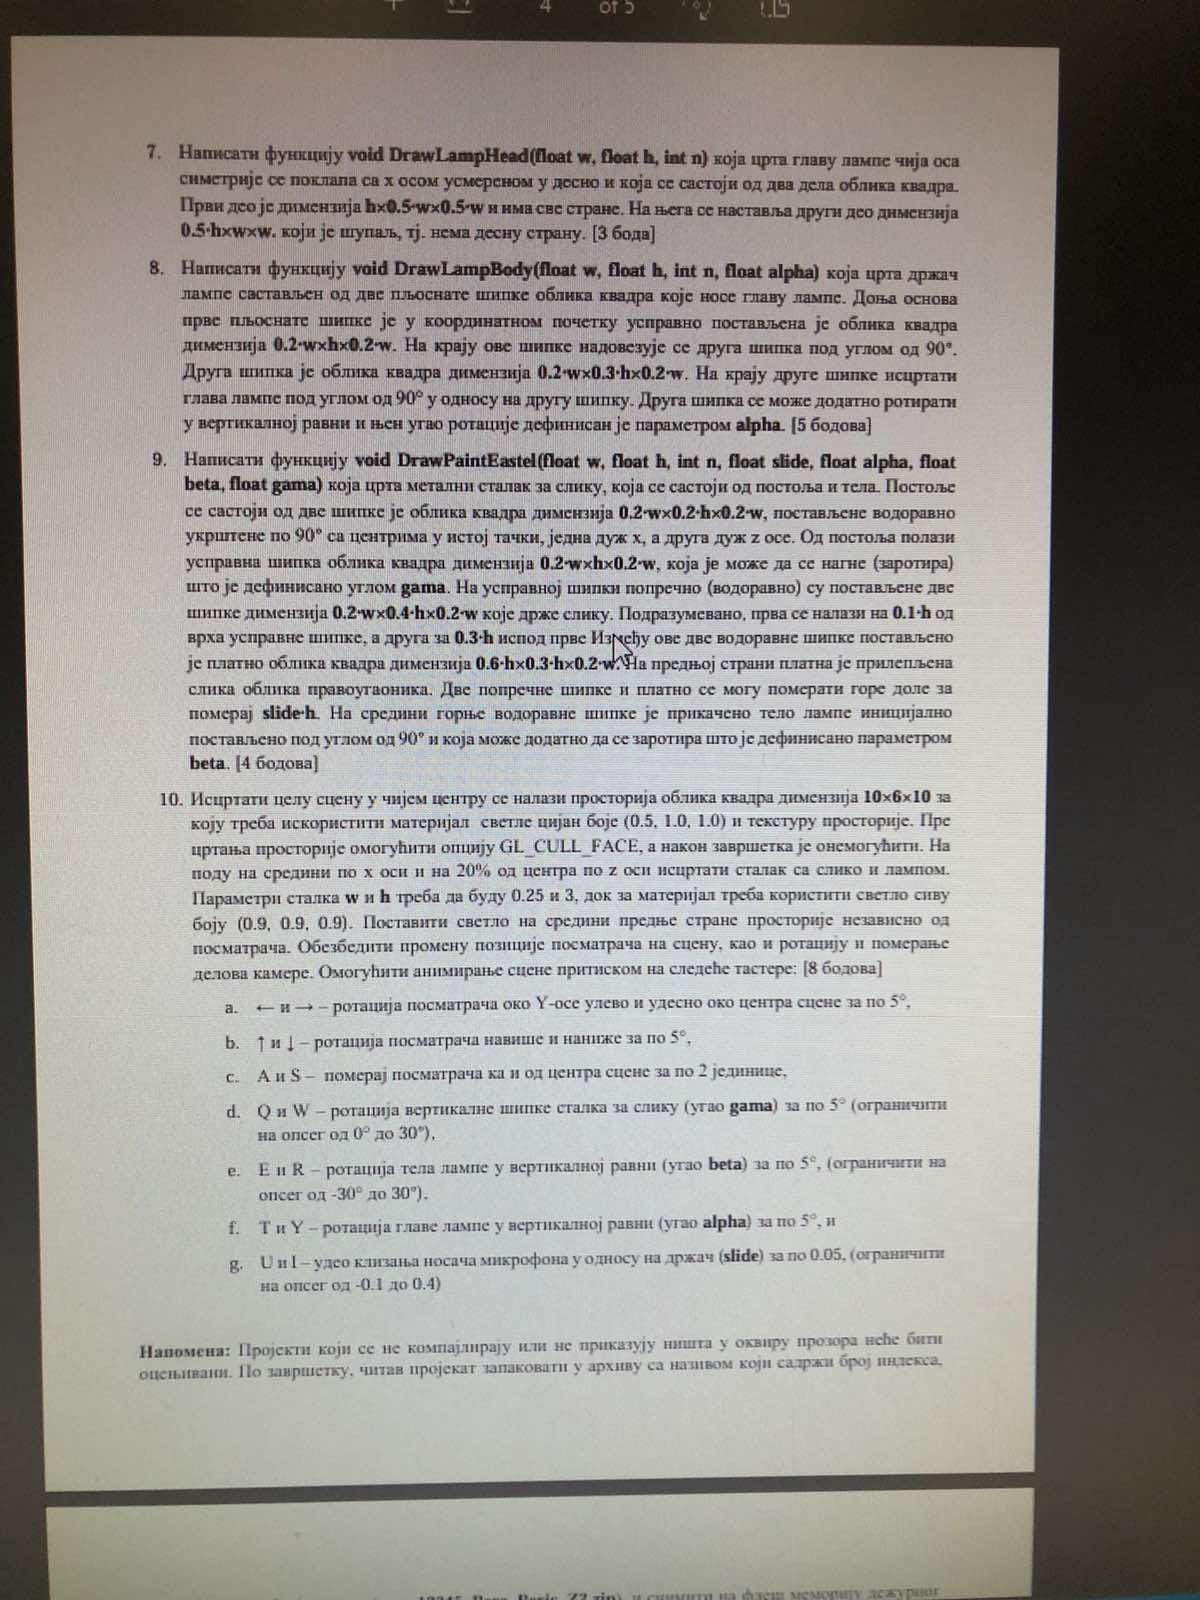 4 of 5
7. Написати функцију void DrawLampHead(float w, float h, int n) која црта главу лампе чија оса
симетрије се поклапа са x осом усмереном у десно и која се састоји од два дела облика квадра.
Први део је димензија h×0.5·w×0.5·w и има све стране. На њега се наставља други део димензија
0.5·h×w×w. који је шупаљ, тј. нема десну страну. [3 бода]
8. Написати функцију void DrawLampBody(float w, float h, int n, float alpha) која црта држач
лампе састављен од две пљоснате шипке облика квадра које носе главу лампе. Доња основа
прве пљоснате шипке је у координатном почетку усправно постављена је облика квадра
димензија 0.2·w×h×0.2·w. На крају ове шипке надовезује се друга шипка под углом од 90°.
Друга шипка је облика квадра димензија 0.2·w×0.3·h×0.2·w. На крају друге шипке исцртати
глава лампе под углом од 90° у односу на другу шипку. Друга шипка се може додатно ротирати
у вертикалној равни и њен угао ротације дефинисан је параметром alpha. [5 бодова]
9. Написати функцију void DrawPaintEastel(float w, float h, int n, float slide, float alpha, float
beta, float gama) која црта метални сталак за слику, која се састоји од постоља и тела. Постоље
се састоји од две шипке је облика квадра димензија 0.2·w×0.2·h×0.2·w, постављене водоравно
укрштене по 90° са центрима у истој тачки, једна дуж x, а друга дуж z осе. Од постоља полази
усправна шипка облика квадра димензија 0.2·w×h×0.2·w, која је може да се нагне (заротира)
што је дефинисано углом gama. На усправној шипки попречно (водоравно) су постављене две
шипке димензија 0.2·w×0.4·h×0.2·w које држе слику. Подразумевано, прва се налази на 0.1·h од
врха усправне шипке, а друга за 0.3·h испод прве Између ове две водоравне шипке постављено
је платно облика квадра димензија 0.6·h×0.3·h×0.2·w. На предњој страни платна је прилепљена
слика облика правоугаоника. Две попречне шипке и платно се могу померати горе доле за
померај slide·h. На средини горње водоравне шипке је прикачено тело лампе иницијално
постављено под углом од 90° и која може додатно да се заротира што је дефинисано параметром
beta. [4 бодова]
10. Исцртати целу сцену у чијем центру се налази просторија облика квадра димензија 10×6×10 за
коју треба искористити материјал светле цијан боје (0.5, 1.0, 1.0) и текстуру просторије. Пре
цртања просторије омогућити опцију GL_CULL_FACE, а након завршетка је онемогућити. На
поду на средини по x оси и на 20% од центра по z оси исцртати сталак са слико и лампом.
Параметри сталка w и h треба да буду 0.25 и 3, док за материјал треба користити светло сиву
боју (0.9, 0.9, 0.9). Поставити светло на средини предње стране просторије независно од
посматрача. Обезбедити промену позиције посматрача на сцену, као и ротацију и померање
делова камере. Омогућити анимирање сцене притиском на следеће тастере: [8 бодова]
a. ← и → – ротација посматрача око Y-осе улево и удесно око центра сцене за по 5°,
b. ↑ и ↓ – ротација посматрача навише и наниже за по 5°,
c. A и S – померај посматрача ка и од центра сцене за по 2 јединице,
d. Q и W – ротација вертикалне шипке сталка за слику (угао gama) за по 5° (ограничити
на опсег од 0° до 30°),
e. E и R – ротација тела лампе у вертикалној равни (угао beta) за по 5°, (ограничити на
опсег од -30° до 30°).
f. T и Y – ротација главе лампе у вертикалној равни (угао alpha) за по 5°, и
g. U и I – удео клизања носача микрофона у односу на држач (slide) за по 0.05, (ограничити
на опсег од -0.1 до 0.4)
Напомена: Пројекти који се не компајлирају или не приказују ништа у оквиру прозора неће бити
оцењивани. По завршетку, читав пројекат запаковати у архиву са називом који садржи број индекса,
и снимити на флеш меморију дежурног